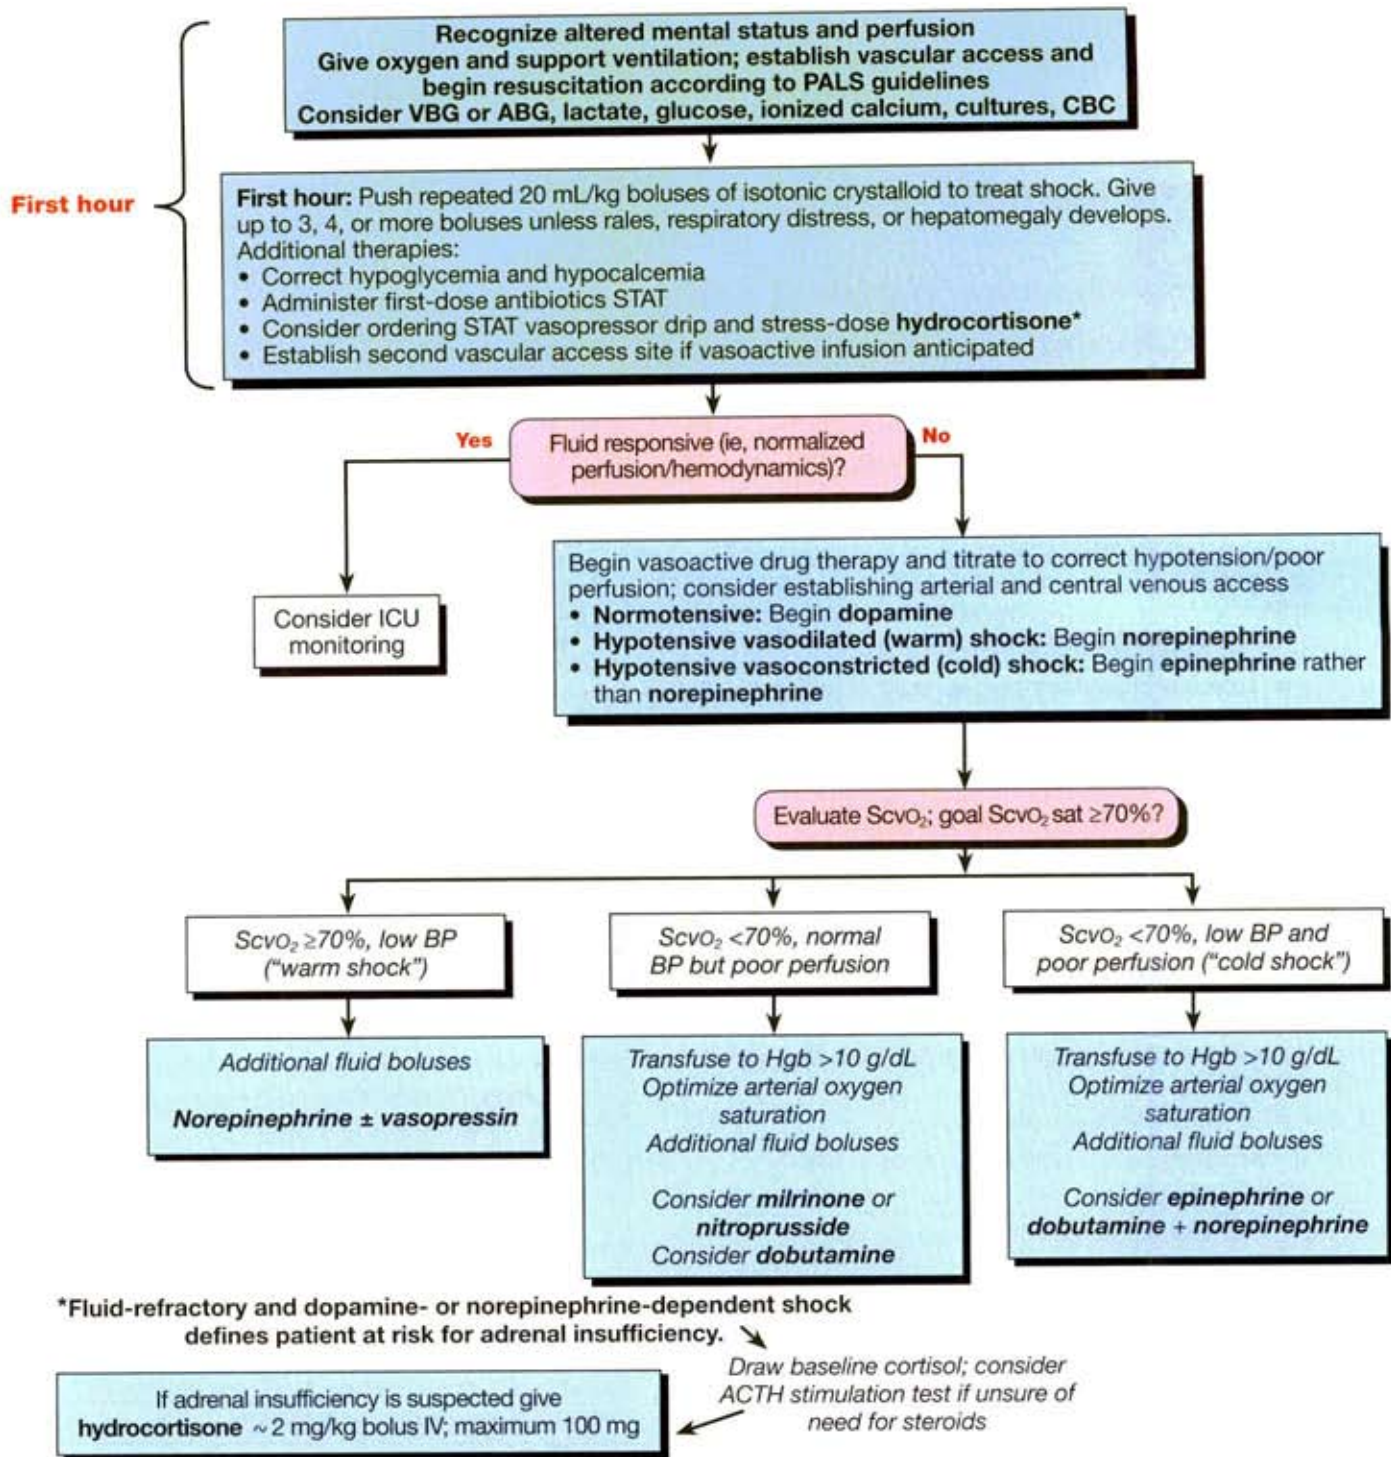 Recognize altered mental status and perfusion
Give oxygen and support ventilation; establish vascular access and
begin resuscitation according to PALS guidelines
Consider VBG or ABG, lactate, glucose, ionized calcium, cultures, CBC
First hour
First hour: Push repeated 20 mL/kg boluses of isotonic crystalloid to treat shock. Give
up to 3, 4, or more boluses unless rales, respiratory distress, or hepatomegaly develops.
Additional therapies:
• Correct hypoglycemia and hypocalcemia
• Administer first-dose antibiotics STAT
• Consider ordering STAT vasopressor drip and stress-dose hydrocortisone*
• Establish second vascular access site if vasoactive infusion anticipated
Yes
Fluid responsive (ie, normalized
perfusion/hemodynamics)?
No
Consider ICU
monitoring
Begin vasoactive drug therapy and titrate to correct hypotension/poor
perfusion; consider establishing arterial and central venous access
• Normotensive: Begin dopamine
• Hypotensive vasodilated (warm) shock: Begin norepinephrine
• Hypotensive vasoconstricted (cold) shock: Begin epinephrine rather
than norepinephrine
Evaluate ScvO₂; goal ScvO₂ sat ≥70%?
ScvO₂ ≥70%, low BP
(“warm shock”)
ScvO₂ <70%, normal
BP but poor perfusion
ScvO₂ <70%, low BP and
poor perfusion (“cold shock”)
Additional fluid boluses
Norepinephrine ± vasopressin
Transfuse to Hgb >10 g/dL
Optimize arterial oxygen
saturation
Additional fluid boluses
Consider milrinone or
nitroprusside
Consider dobutamine
Transfuse to Hgb >10 g/dL
Optimize arterial oxygen
saturation
Additional fluid boluses
Consider epinephrine or
dobutamine + norepinephrine
*Fluid-refractory and dopamine- or norepinephrine-dependent shock
defines patient at risk for adrenal insufficiency.
Draw baseline cortisol; consider
ACTH stimulation test if unsure of
need for steroids
If adrenal insufficiency is suspected give
hydrocortisone ~2 mg/kg bolus IV; maximum 100 mg